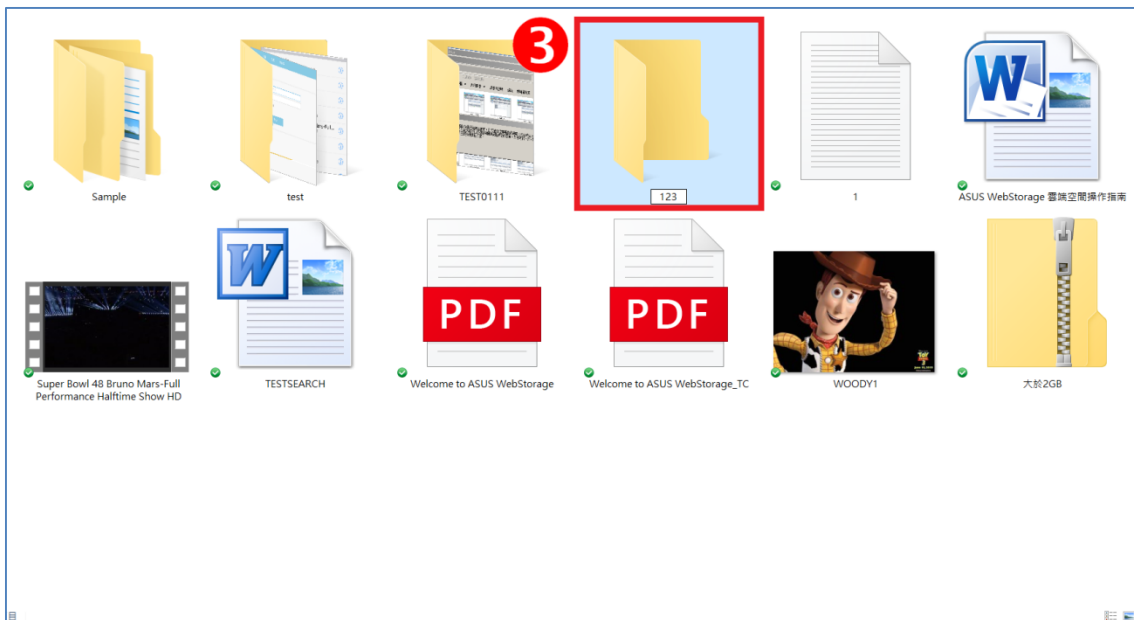 3
Sample
test
TEST0111
123
1
ASUS WebStorage 雲端空間操作指南
W
W
PDF
PDF
Super Bowl 48 Bruno Mars-Full
Performance Halftime Show HD
TESTSEARCH
Welcome to ASUS WebStorage
Welcome to ASUS WebStorage_TC
WOODY1
大於2GB